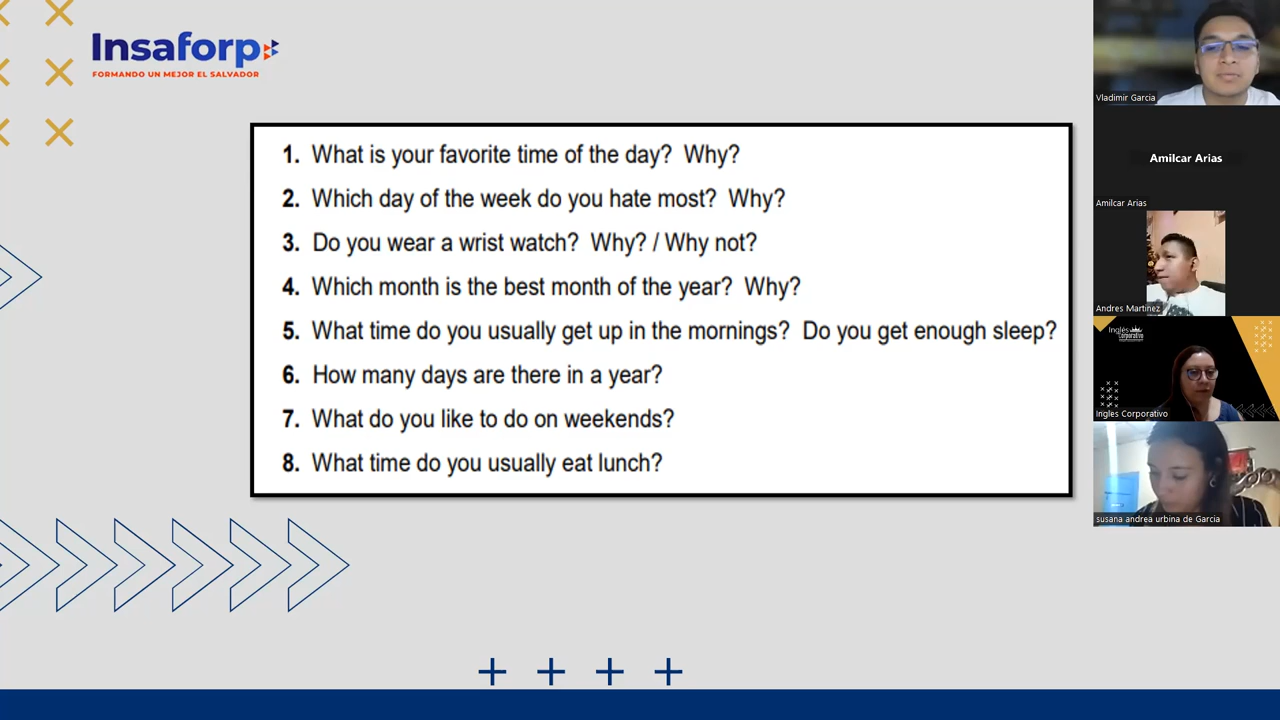 Insaforp
FORMANDO UN MEJOR EL SALVADOR
1. What is your favorite time of the day? Why?
2. Which day of the week do you hate most? Why?
3. Do you wear a wrist watch? Why? / Why not?
4. Which month is the best month of the year? Why?
5. What time do you usually get up in the mornings? Do you get enough sleep?
6. How many days are there in a year?
7. What do you like to do on weekends?
8. What time do you usually eat lunch?
Vladimir Garcia
Amilcar Arias
Amilcar Arias
Andres Martinez
Inglés
Corporativo
Ingles Corporativo
susana andrea urbina de Garcia